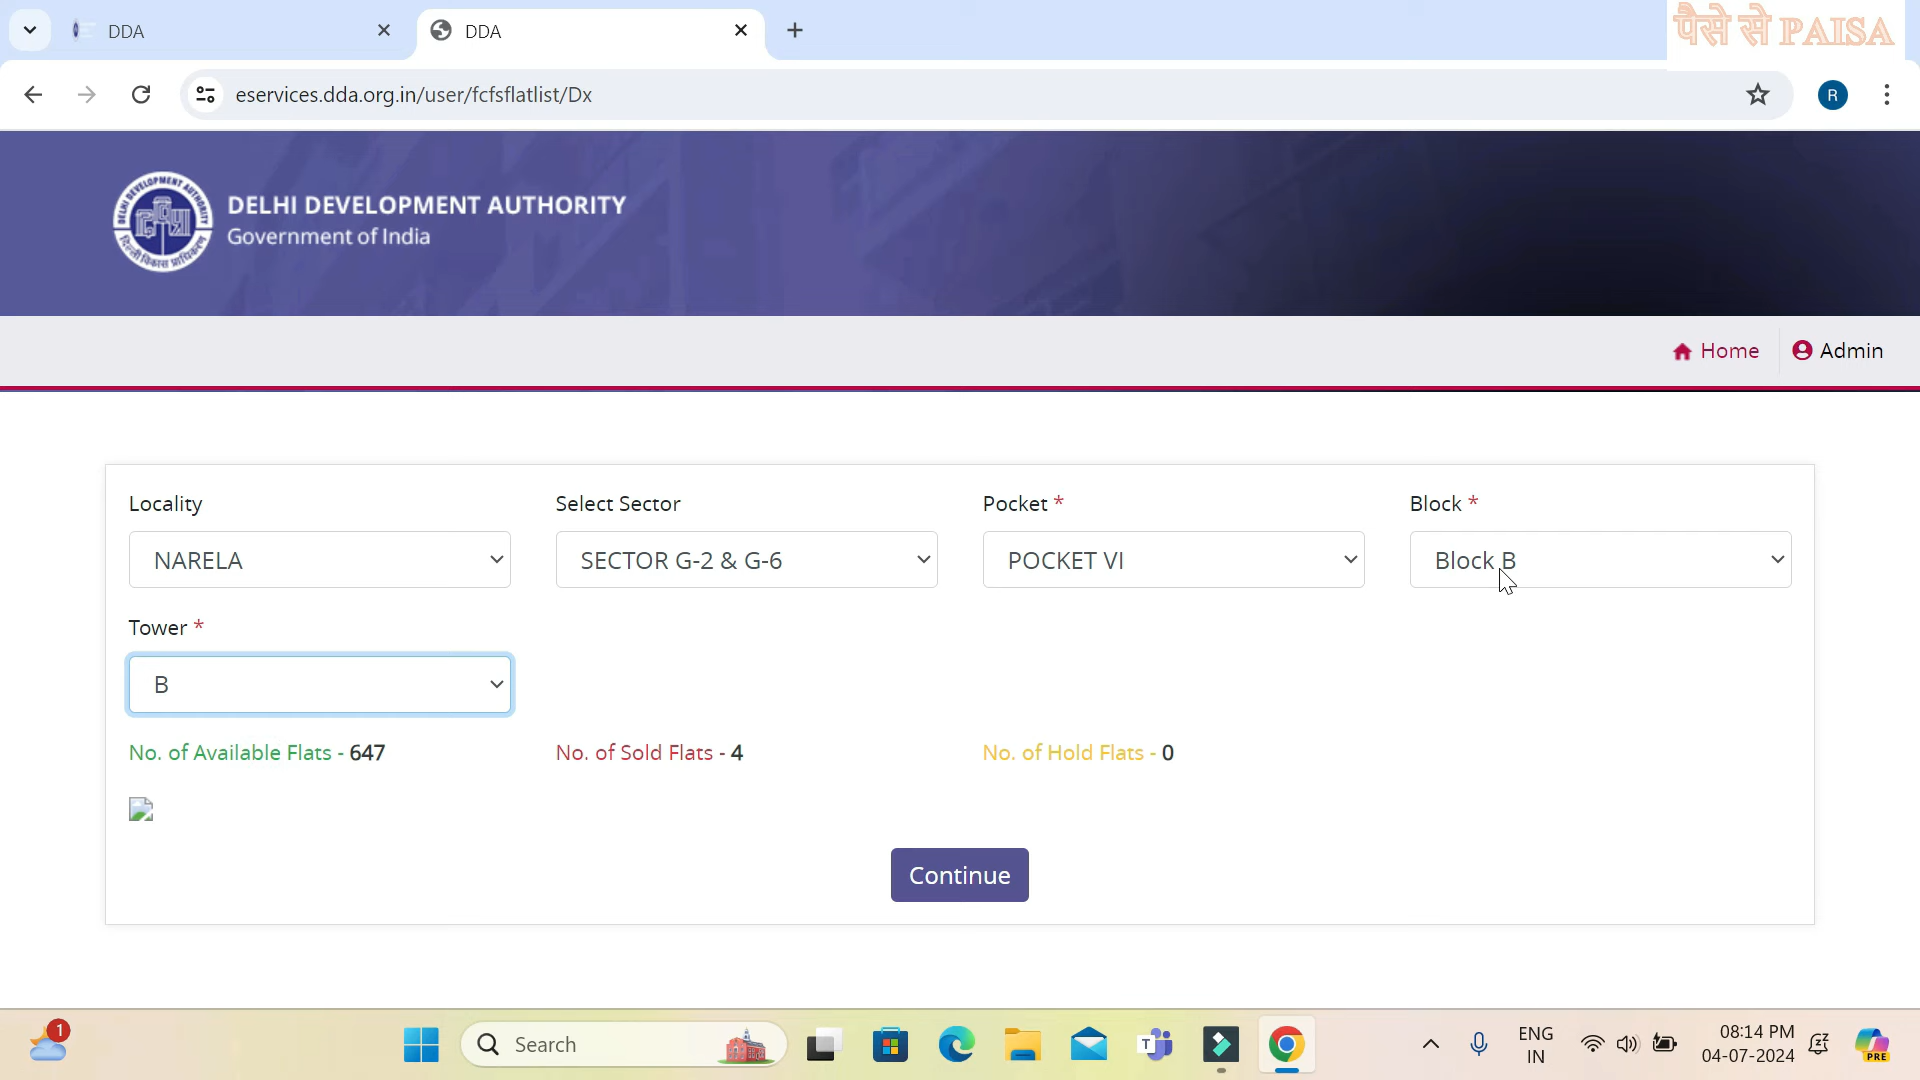 DDA
DDA
पैसे से PAISA
eservices.dda.org.in/user/fcfsflatlist/Dx
R
DELHI DEVELOPMENT AUTHORITY
Government of India
Home
Admin
Locality
Select Sector
Pocket *
Block *
NARELA
SECTOR G-2 & G-6
POCKET VI
Block B
Tower *
B
No. of Available Flats - 647
No. of Sold Flats - 4
No. of Hold Flats - 0
Continue
1
Search
T
ENG
IN
08:14 PM
04-07-2024
PRE